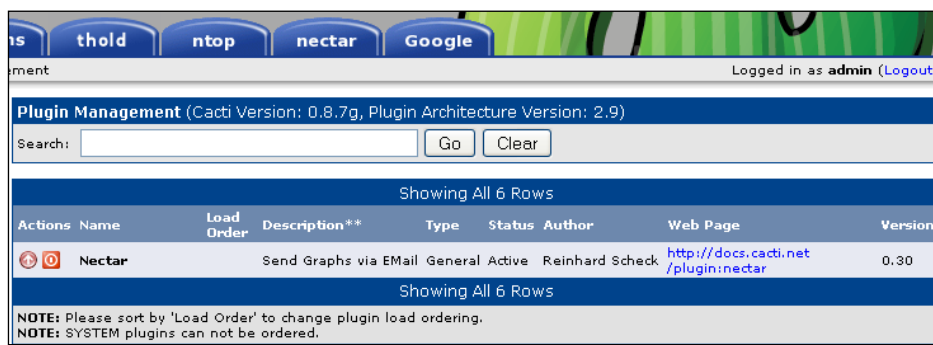 ns thold ntop nectar Google
ement Logged in as admin (Logout
Plugin Management (Cacti Version: 0.8.7g, Plugin Architecture Version: 2.9)
Search: Go Clear
Showing All 6 Rows
Actions Name Load Order Description** Type Status Author Web Page Version
Nectar Send Graphs via EMail General Active Reinhard Scheck http://docs.cacti.net /plugin:nectar 0.30
Showing All 6 Rows
NOTE: Please sort by 'Load Order' to change plugin load ordering.
NOTE: SYSTEM plugins can not be ordered.